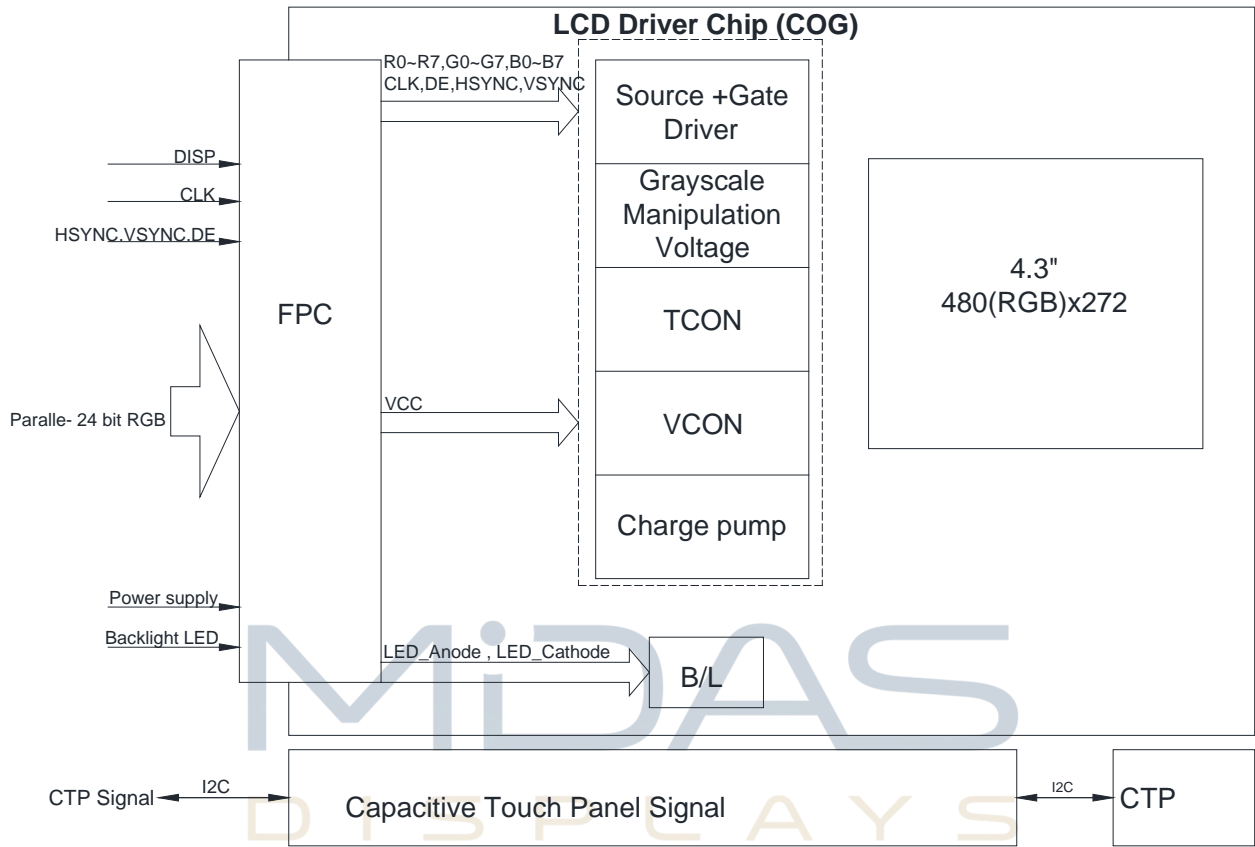 LCD Driver Chip (COG)
R0~R7,G0~G7,B0~B7
CLK,DE,HSYNC,VSYNC
Source +Gate
Driver
DISP
Grayscale
Manipulation
Voltage
CLK
HSYNC.VSYNC.DE
4.3"
480(RGB)x272
FPC
TCON
Paralle- 24 bit RGB
VCC
VCON
Charge pump
Power supply
Backlight LED
LED_Anode , LED_Cathode
B/L
MiDAS
DISPLAYS
CTP Signal
I2C
Capacitive Touch Panel Signal
I2C
CTP